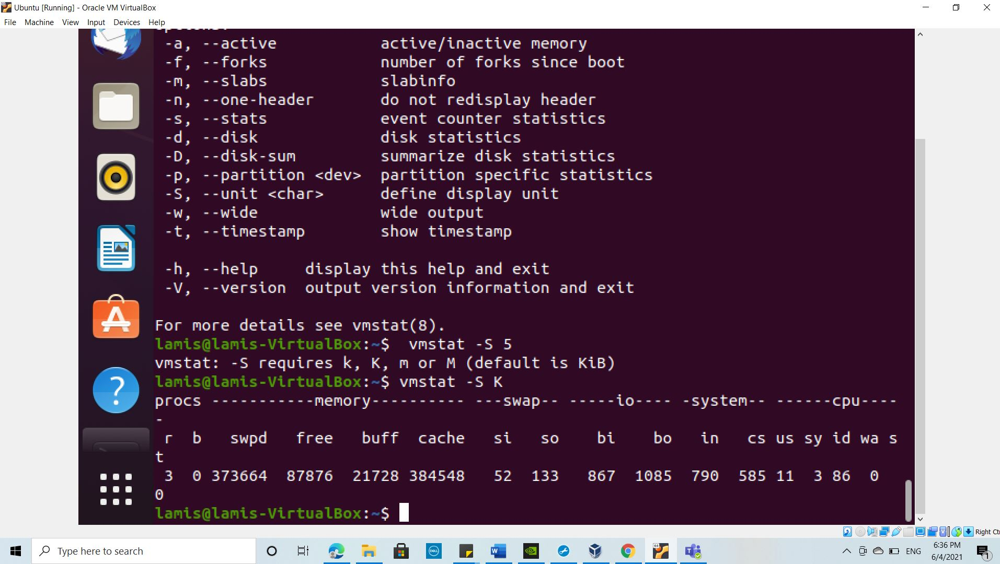 Ubuntu [Running] - Oracle VM VirtualBox
File Machine View Input Devices Help
-a, --active active/inactive memory
-f, --forks number of forks since boot
-m, --slabs slabinfo
-n, --one-header do not redisplay header
-s, --stats event counter statistics
-d, --disk disk statistics
-D, --disk-sum summarize disk statistics
-p, --partition <dev> partition specific statistics
-S, --unit <char> define display unit
-w, --wide wide output
-t, --timestamp show timestamp
-h, --help display this help and exit
-V, --version output version information and exit
For more details see vmstat(8).
lamis@lamis-VirtualBox:~$  vmstat -S 5
vmstat: -S requires k, K, m or M (default is KiB)
lamis@lamis-VirtualBox:~$ vmstat -S K
procs -----------memory---------- ---swap-- -----io---- -system-- ------cpu----
-
r b swpd free buff cache si so bi bo in cs us sy id wa s
t
3 0 373664 87876 21728 384548 52 133 867 1085 790 585 11 3 86 0
0
lamis@lamis-VirtualBox:~$
Right Ct
Type here to search
DELL
W
64
ENG
6:36 PM
6/4/2021
1